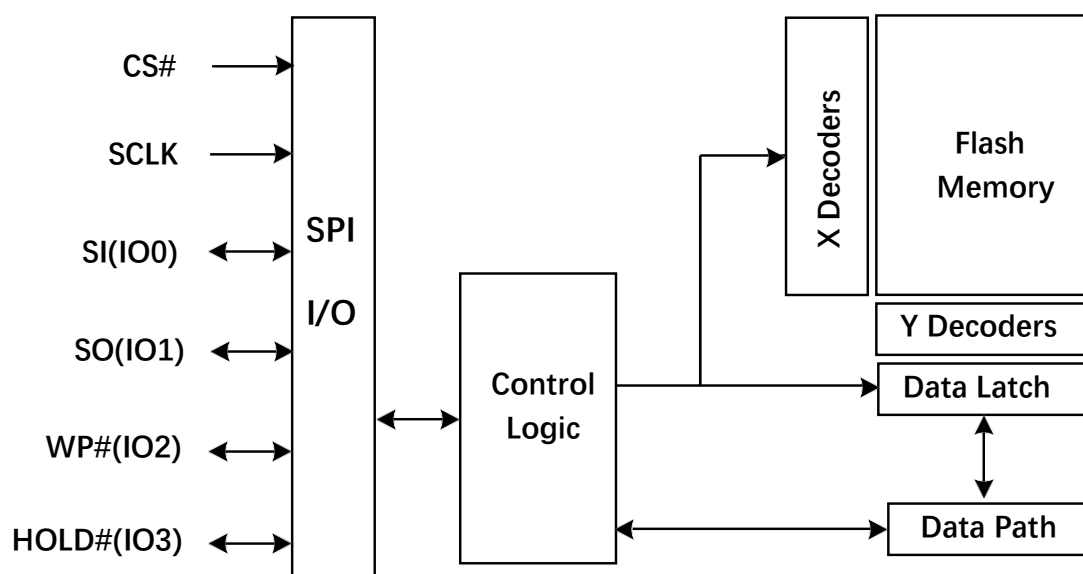 CS#
SCLK
SI(IO0)
SO(IO1)
WP#(IO2)
HOLD#(IO3)
SPI
I/O
Control
Logic
X Decoders
Flash
Memory
Y Decoders
Data Latch
Data Path